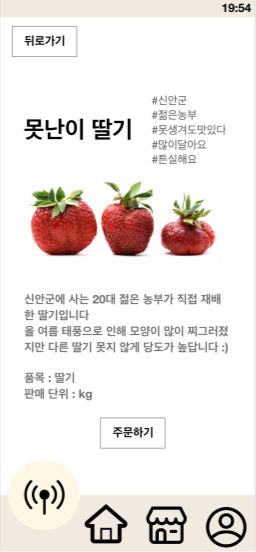 19:54
뒤로가기
못난이 딸기
#신안군
#젊은농부
#못생겨도맛있다
#많이달아요
#튼실해요
신안군에 사는 20대 젊은 농부가 직접 재배
한 딸기입니다
올 여름 태풍으로 인해 모양이 많이 찌그러졌
지만 다른 딸기 못지 않게 당도가 높답니다 :)
품목 : 딸기
판매 단위 : kg
주문하기